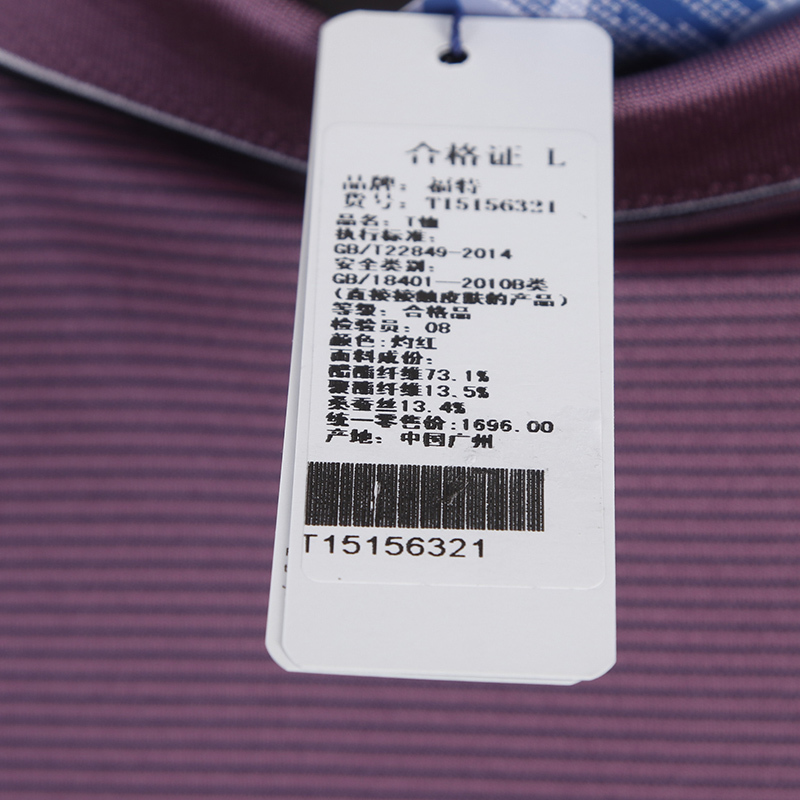 合格证 L
品牌：福特
货号：T15156321
品名：T恤
执行标准：
GB/T22849-2014
安全类别：
GB/18401—2010B类
(直接接触皮肤的产品)
等级：合格品
检验员：08
颜色:灼红
面料成份：
醋酯纤维73.1%
聚酯纤维13.5%
桑蚕丝13.4%
统一零售价:1696.00
产地：中国广州
T15156321